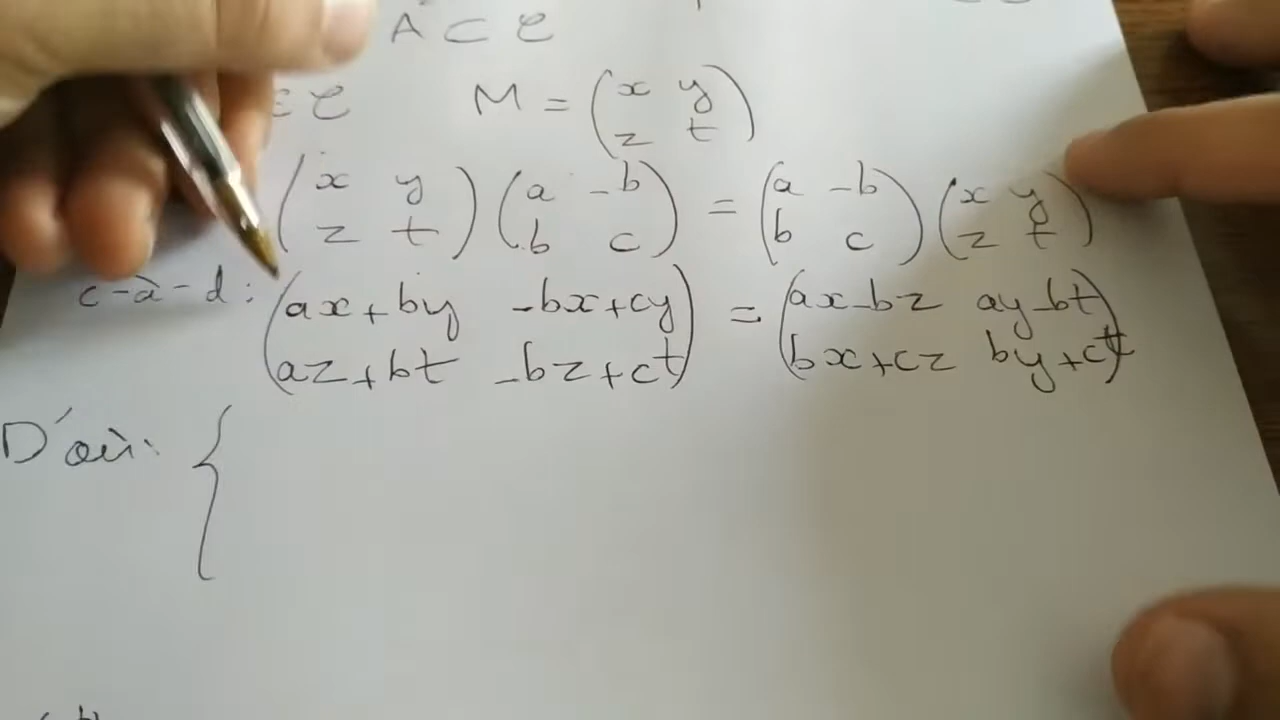 A ⊂ C
∈ C M = (x y
z t)
(x y
z t) (a -b
b c) = (a -b
b c) (x y
z t)
c-à-d: (ax+by -bx+cy
az+bt -bz+ct) = (ax-bz ay-bt
bx+cz by+ct)
D'où: {